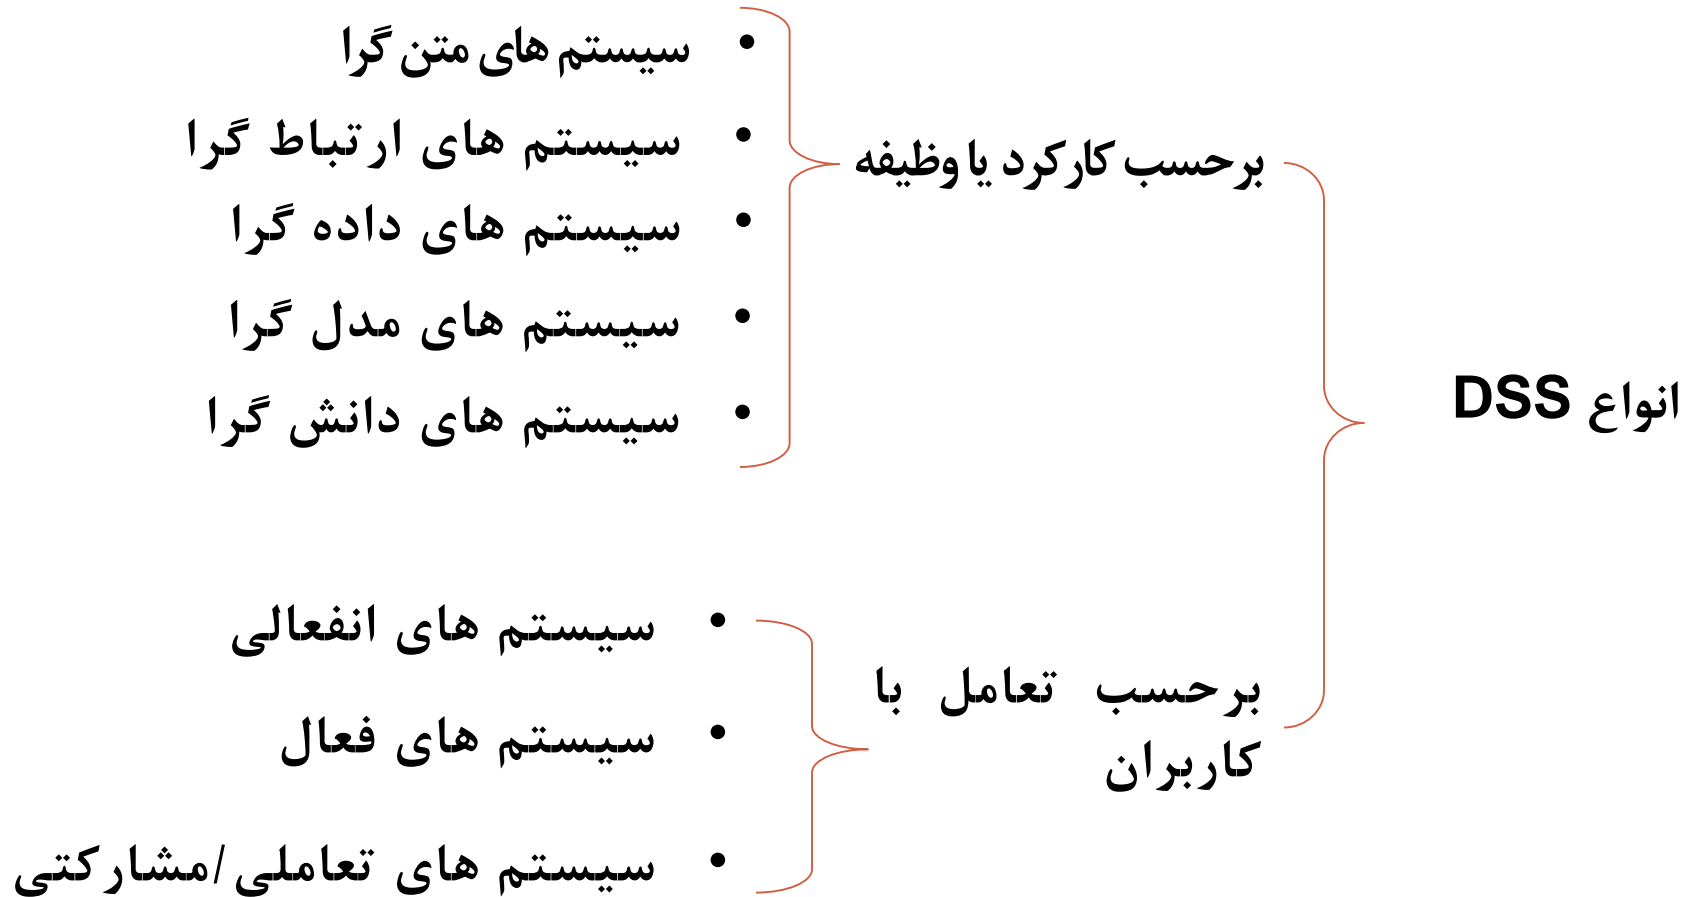 انواع DSS
برحسب کارکرد یا وظیفه
• سیستم های متن گرا
• سیستم های ارتباط گرا
• سیستم های داده گرا
• سیستم های مدل گرا
• سیستم های دانش گرا
برحسب تعامل با
کاربران
• سیستم های انفعالی
• سیستم های فعال
• سیستم های تعاملی/مشارکتی